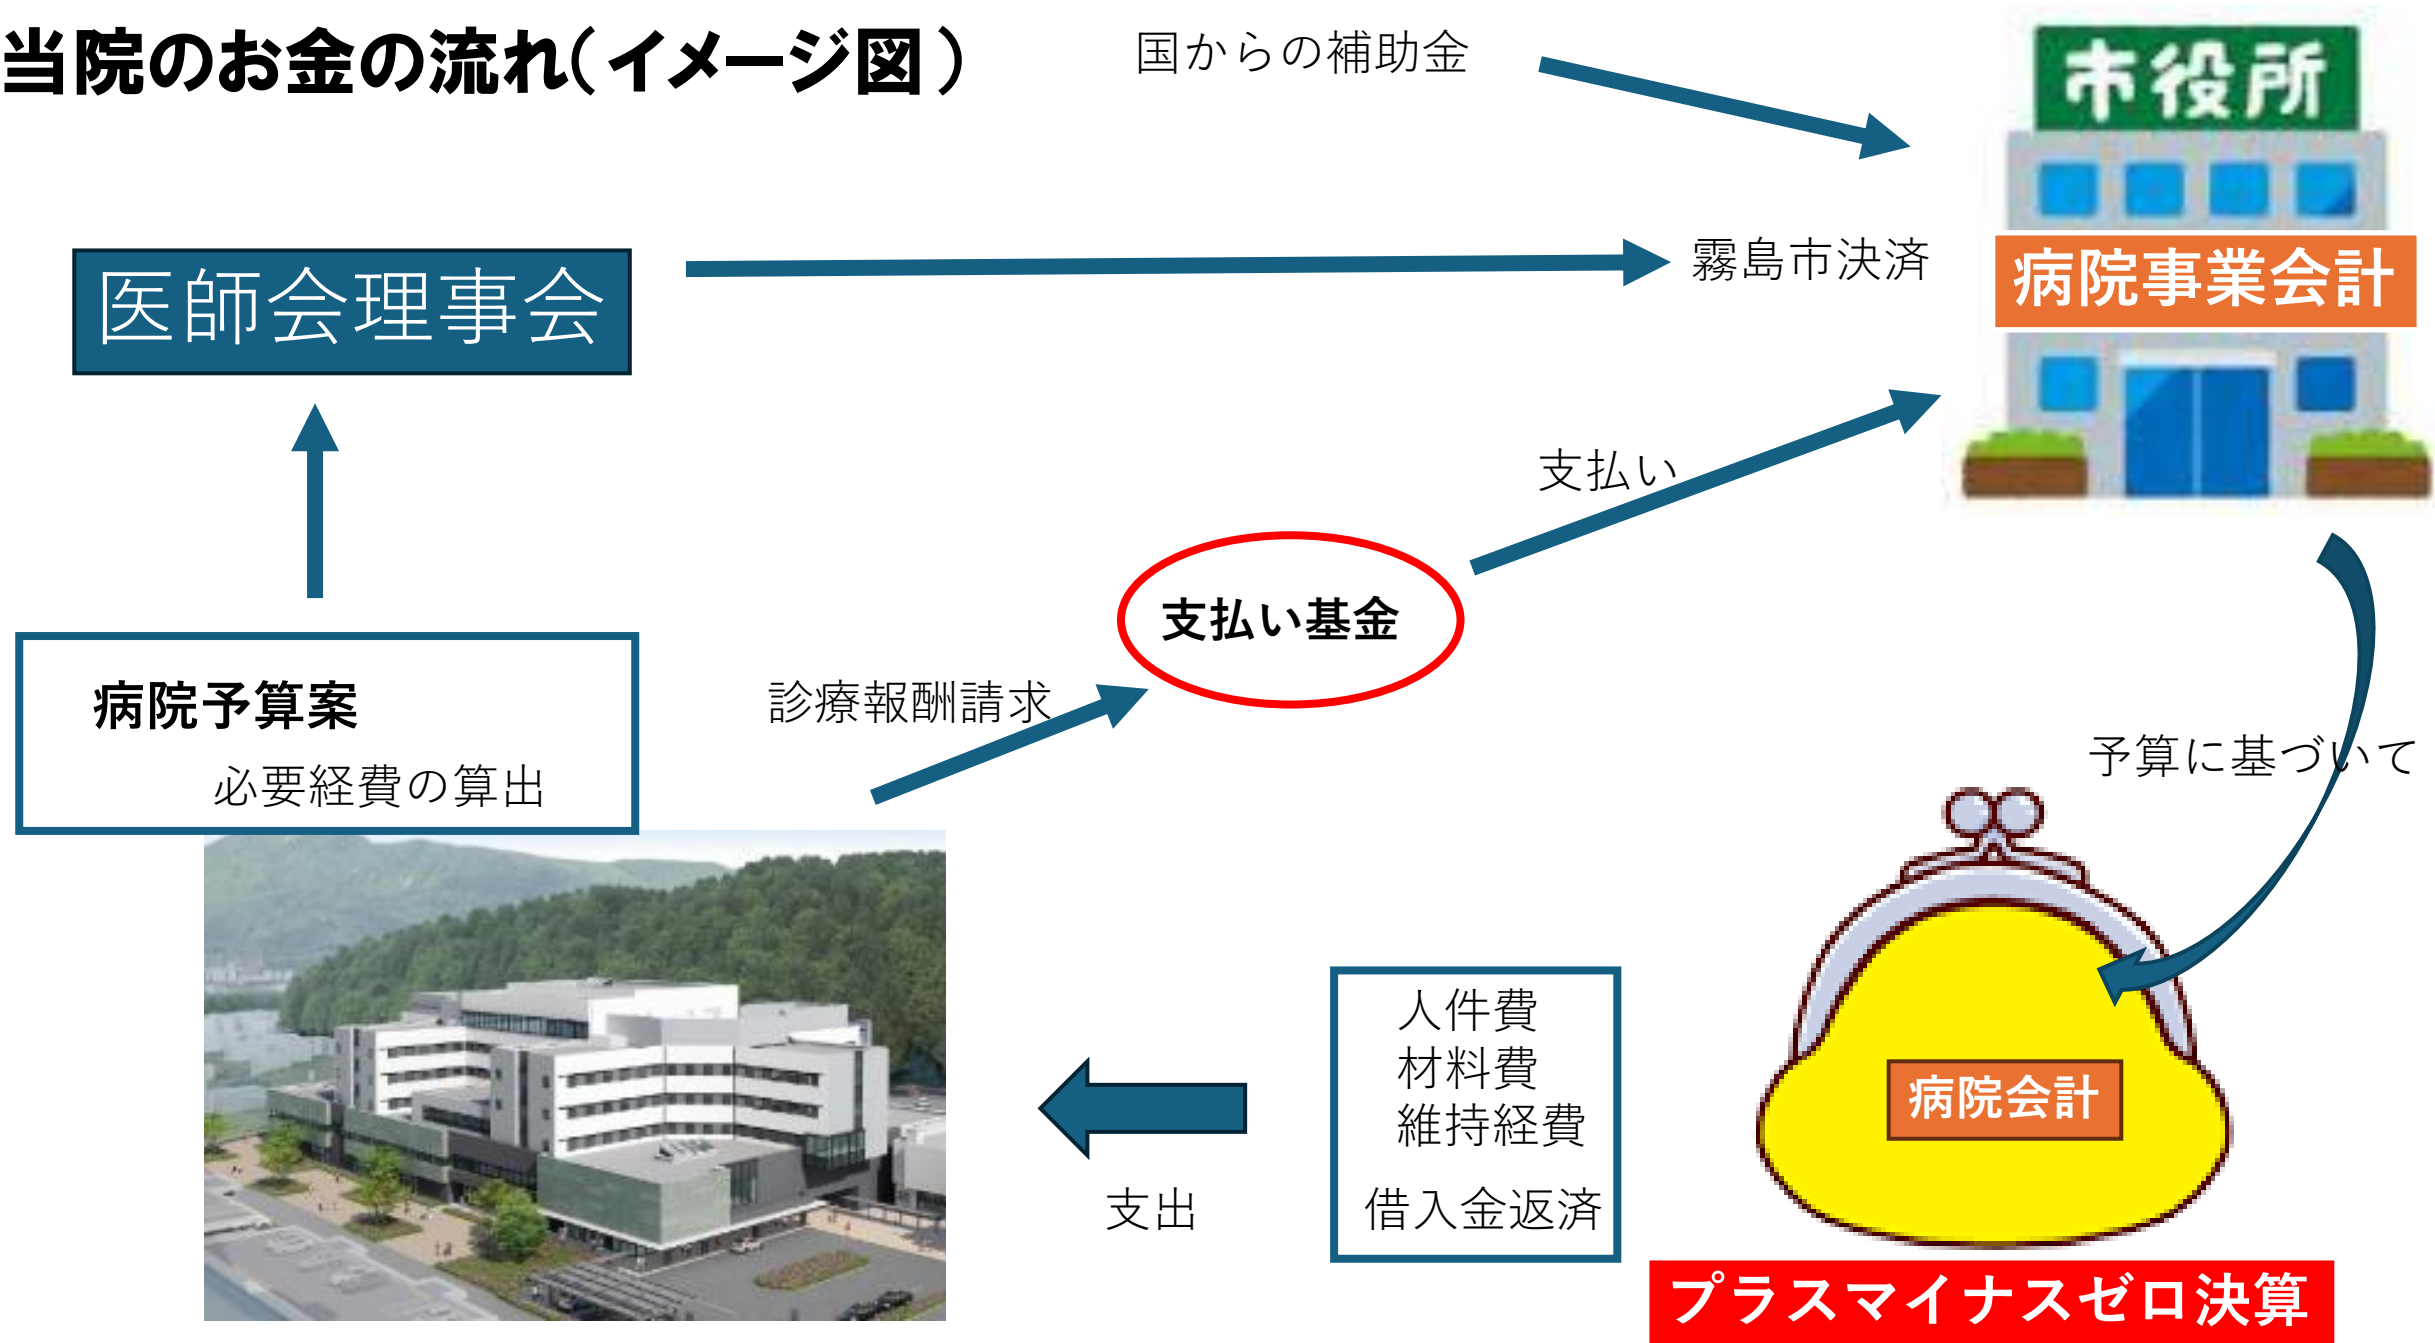 当院のお金の流れ(イメージ図)
国からの補助金
市役所
医師会理事会
霧島市決済
病院事業会計
支払い
支払い基金
病院予算案
必要経費の算出
診療報酬請求
予算に基づいて
人件費
材料費
維持経費
借入金返済
支出
病院会計
プラスマイナスゼロ決算